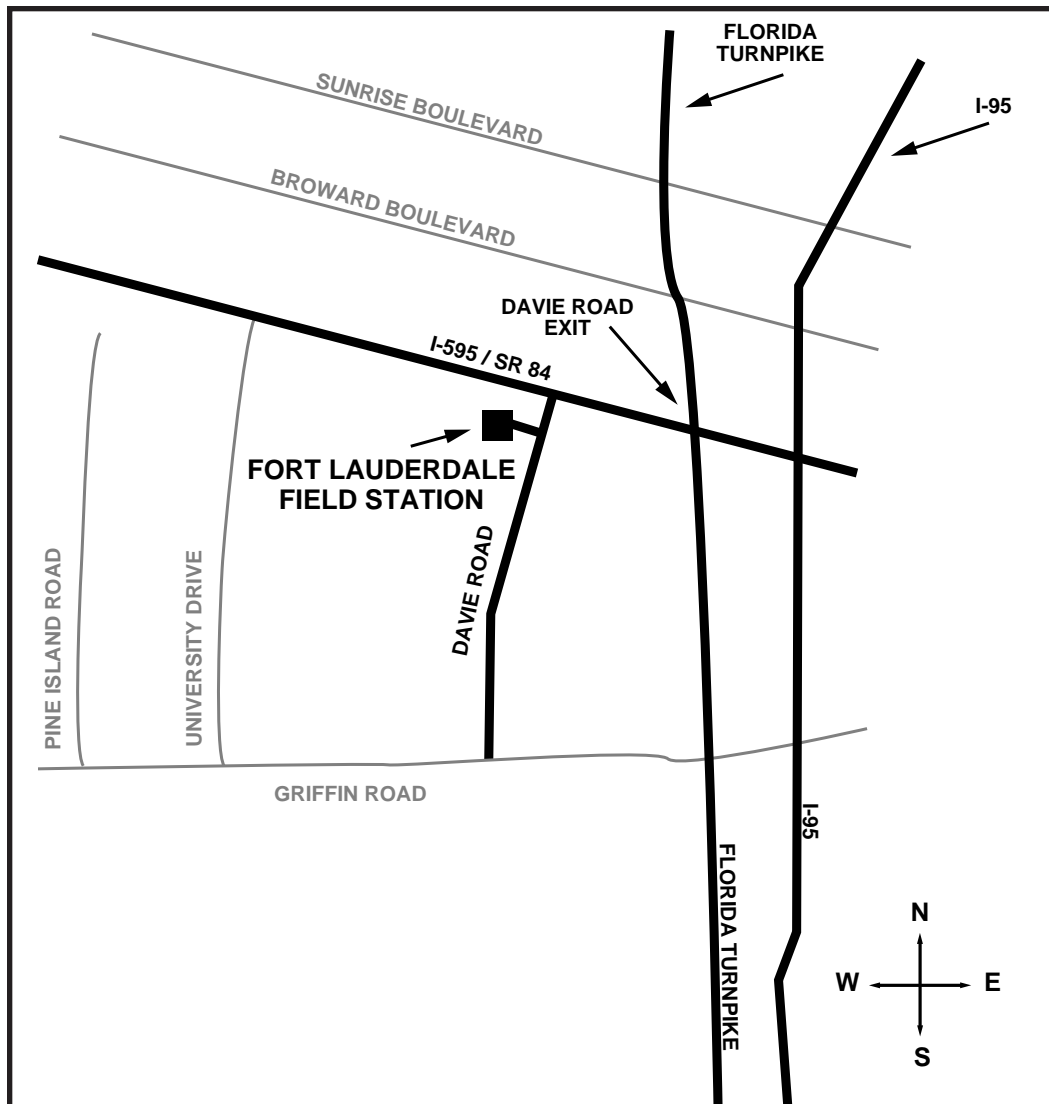 FLORIDA
TURNPIKE
SUNRISE BOULEVARD
I-95
BROWARD BOULEVARD
DAVIE ROAD
EXIT
I-595 / SR 84
FORT LAUDERDALE
FIELD STATION
PINE ISLAND ROAD
UNIVERSITY DRIVE
DAVIE ROAD
GRIFFIN ROAD
I-95
FLORIDA TURNPIKE
N
W
E
S